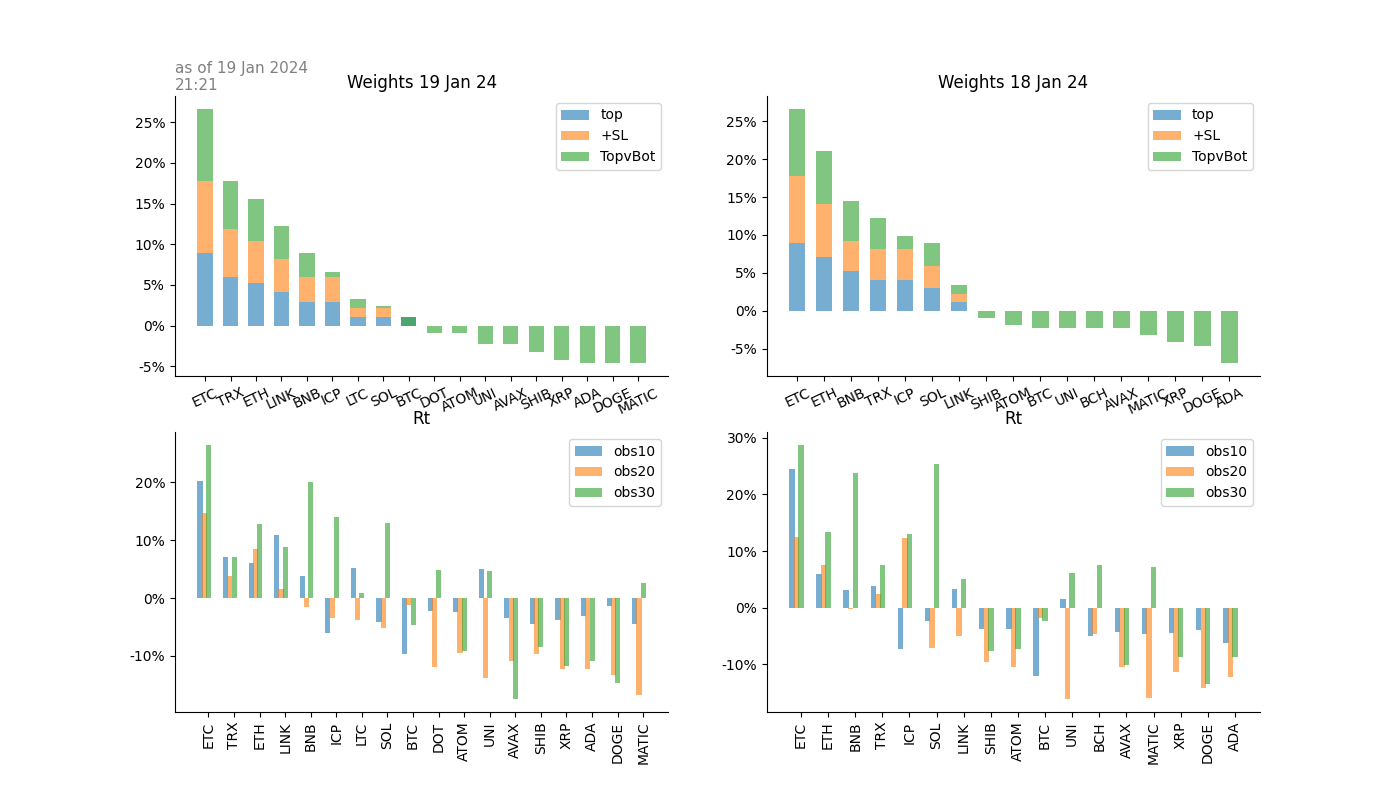 as of 19 Jan 2024
21:21
Weights 19 Jan 24
25%
20%
15%
10%
5%
0%
-5%
top
+SL
TopvBot
ETC TRX ETH LINK BNB ICP LTC SOL BTC DOT ATOM UNI AVAX SHIB XRP ADA DOGE MATIC
Weights 18 Jan 24
25%
20%
15%
10%
5%
0%
-5%
top
+SL
TopvBot
ETC ETH BNB TRX ICP SOL LINK SHIB ATOM BTC UNI BCH AVAX MATIC XRP DOGE ADA
Rt
20%
10%
0%
-10%
obs10
obs20
obs30
ETC TRX ETH LINK BNB ICP LTC SOL BTC DOT ATOM UNI AVAX SHIB XRP ADA DOGE MATIC
Rt
30%
20%
10%
0%
-10%
obs10
obs20
obs30
ETC ETH BNB TRX ICP SOL LINK SHIB ATOM BTC UNI BCH AVAX MATIC XRP DOGE ADA